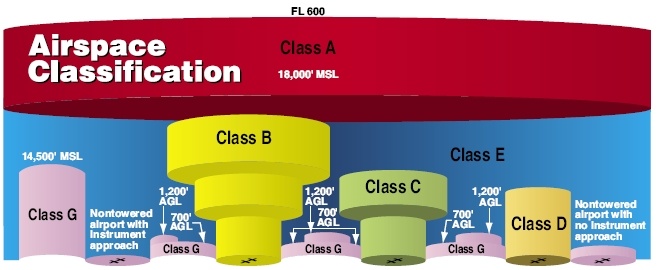 FL 600
Airspace
Classification
Class A
18,000' MSL
Class B
14,500' MSL
Class E
Class C
1,200'
AGL
1,200'
AGL
1,200'
AGL
Class G
Nontowered
airport with
instrument
approach
700'
AGL
700'
AGL
700'
AGL
Class D
Nontowered
airport with
no instrument
approach
Class G
Class G
Class G